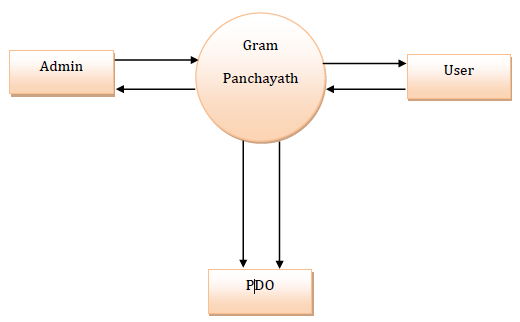 Gram
Panchayath
Admin
User
PDO